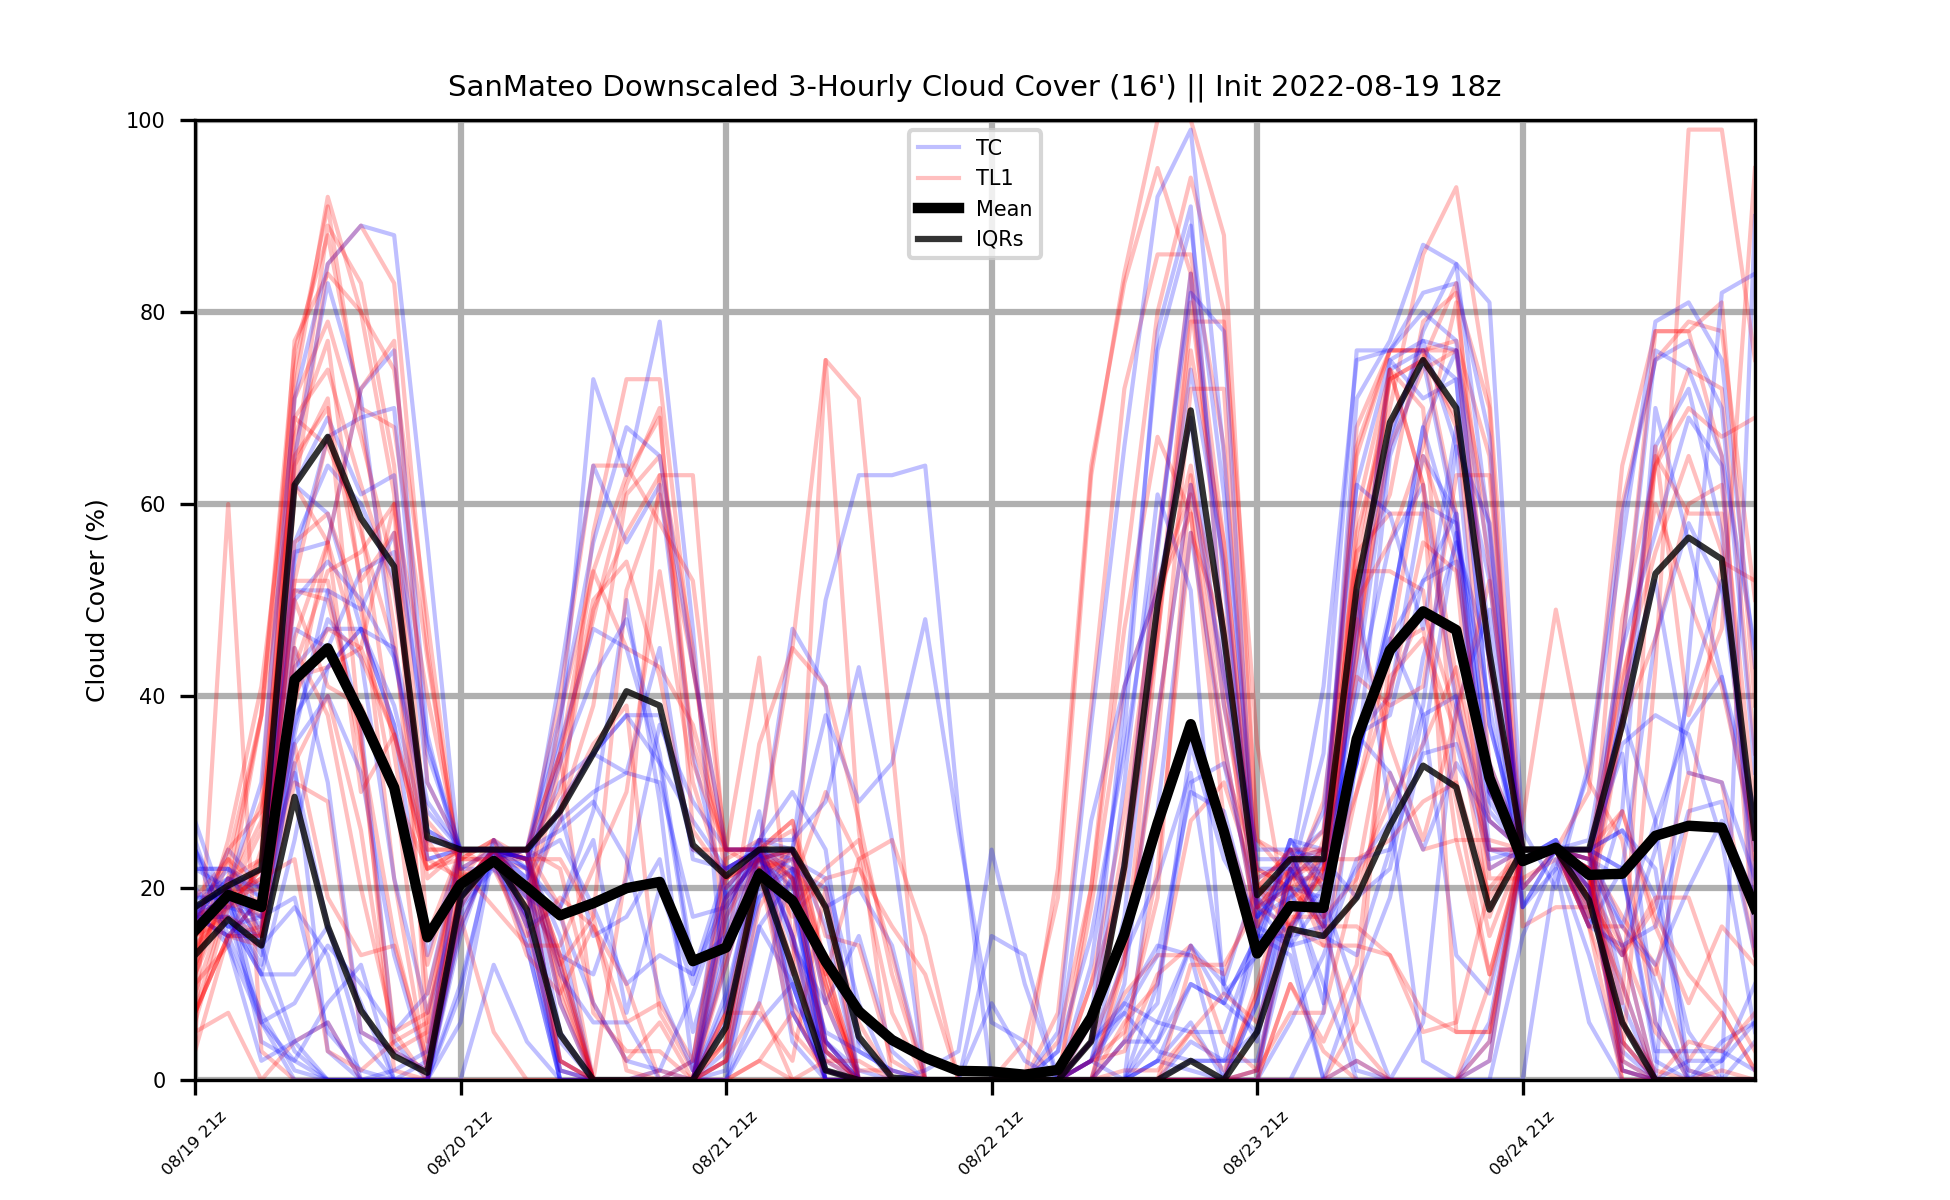 SanMateo Downscaled 3-Hourly Cloud Cover (16') || Init 2022-08-19 18z
100
80
60
40
20
0
Cloud Cover (%)
TC
TL1
Mean
IQRs
08/19 21z
08/20 21z
08/21 21z
08/22 21z
08/23 21z
08/24 21z